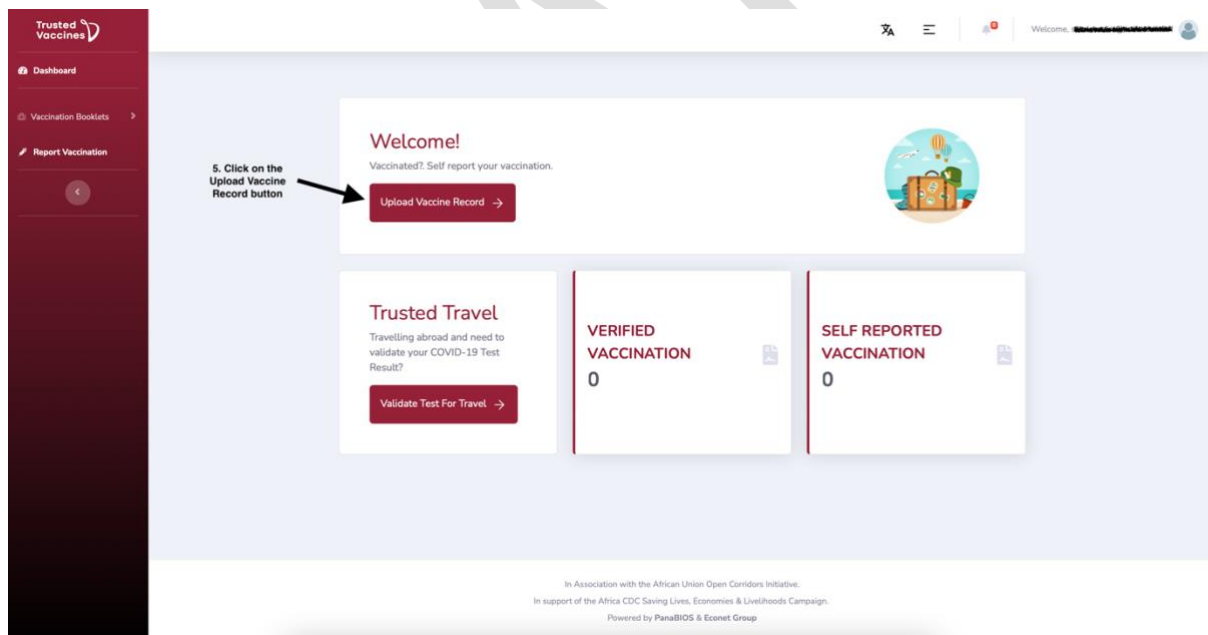 Trusted
Vaccines
Welcome,
Dashboard
Vaccination Booklets
Report Vaccination
5. Click on the
Upload Vaccine
Record button
Welcome!
Vaccinated?. Self report your vaccination.
Upload Vaccine Record →
Trusted Travel
Travelling abroad and need to
validate your COVID-19 Test
Result?
Validate Test For Travel →
VERIFIED
VACCINATION
0
SELF REPORTED
VACCINATION
0
In Association with the African Union Open Corridors Initiative.
In support of the Africa CDC Saving Lives, Economies & Livelihoods Campaign.
Powered by PanaBIOS & Econet Group